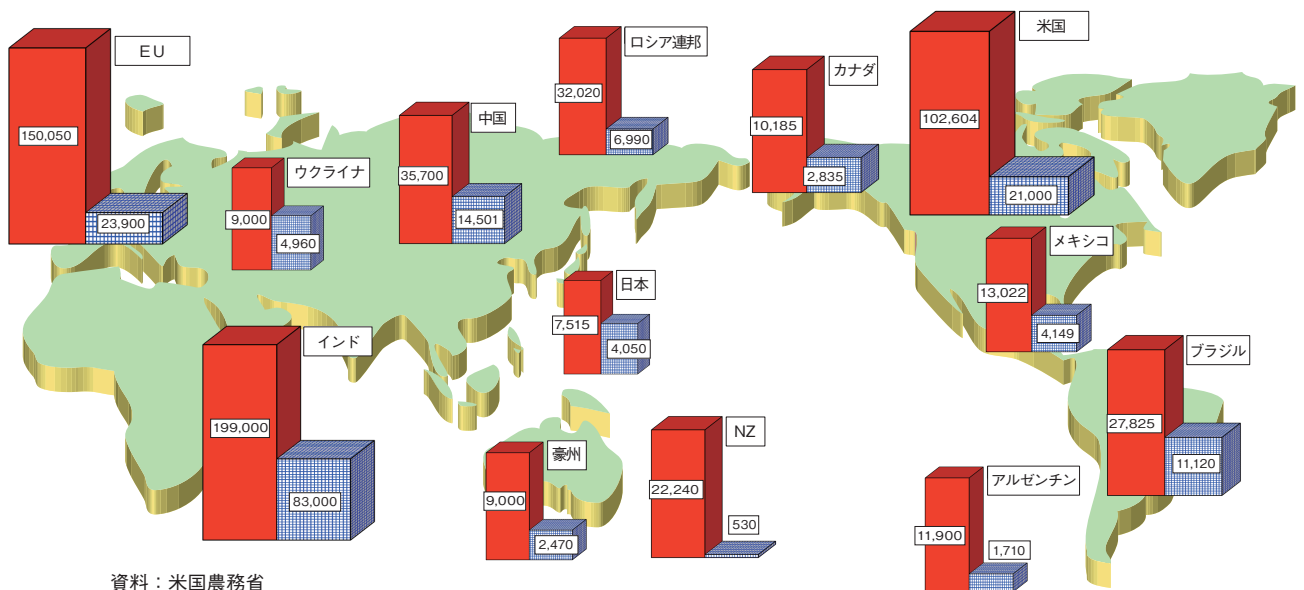 EU
150,050
23,900
ウクライナ
9,000
4,960
中国
35,700
14,501
ロシア連邦
32,020
6,990
カナダ
10,185
2,835
米国
102,604
21,000
メキシコ
13,022
4,149
日本
7,515
4,050
インド
199,000
83,000
豪州
9,000
2,470
NZ
22,240
530
ブラジル
27,825
11,120
アルゼンチン
11,900
1,710
資料：米国農務省